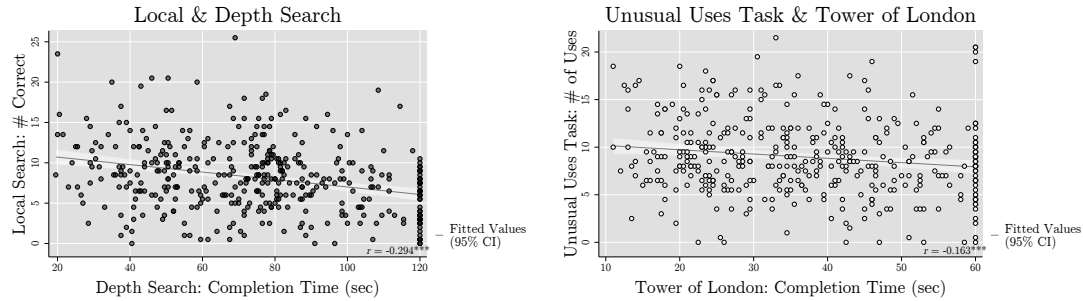 Local & Depth Search
Local Search: # Correct
25
20
15
10
5
0
20 40 60 80 100 120
Depth Search: Completion Time (sec)
r = -0.294***
Fitted Values
(95% CI)
Unusual Uses Task & Tower of London
Unusual Uses Task: # of Uses
20
15
10
5
0
10 20 30 40 50 60
Tower of London: Completion Time (sec)
r = -0.163***
Fitted Values
(95% CI)